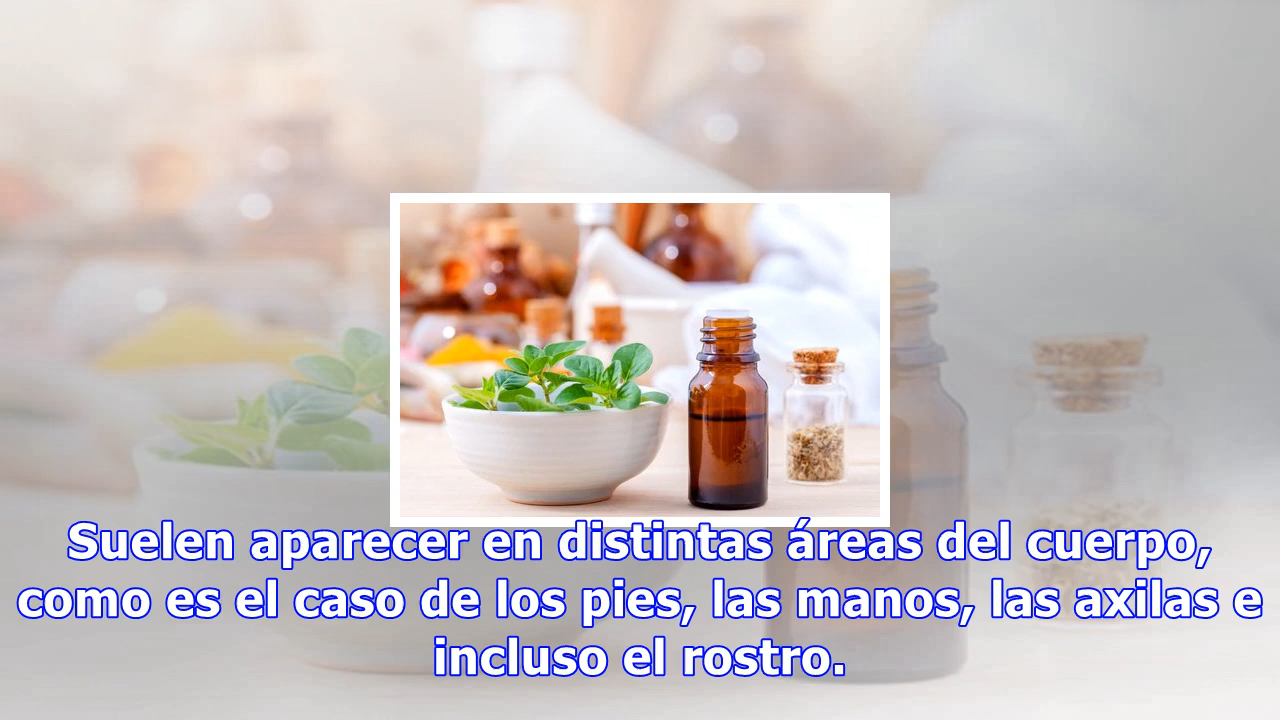 Suelen aparecer en distintas áreas del cuerpo,
como es el caso de los pies, las manos, las axilas e
incluso el rostro.